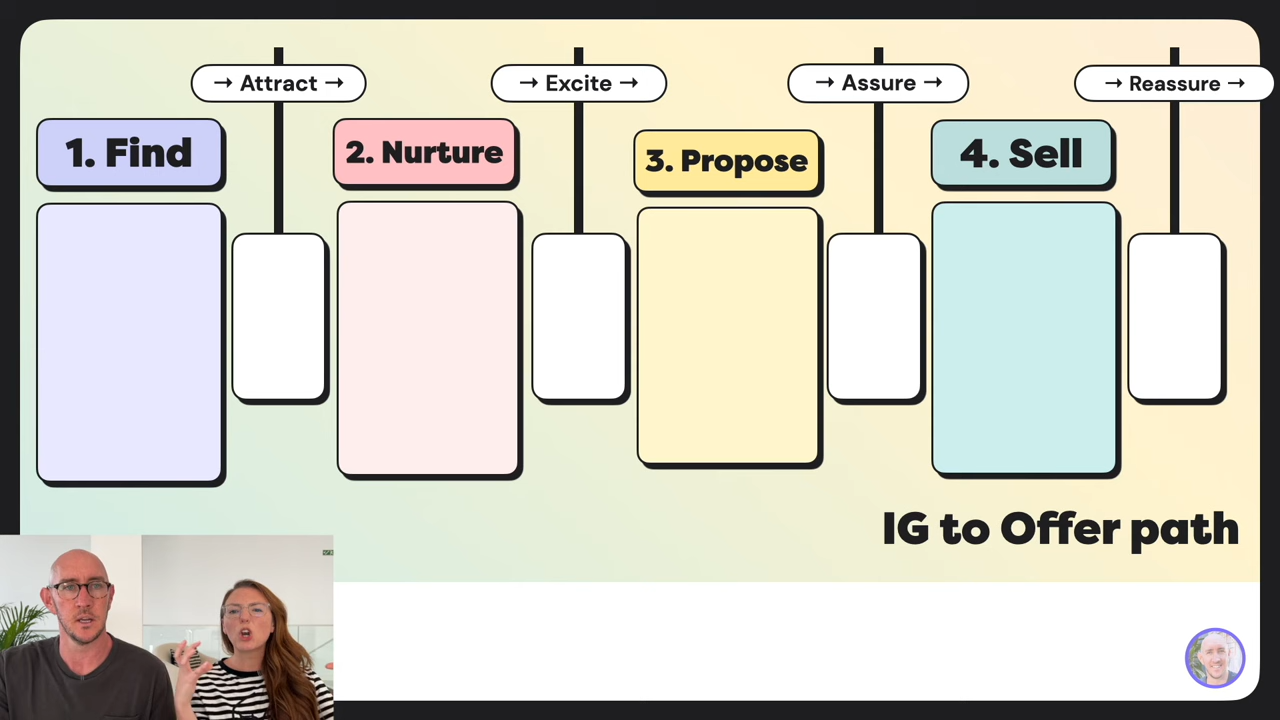 → Attract →
→ Excite →
→ Assure →
→ Reassure →
1. Find
2. Nurture
3. Propose
4. Sell
IG to Offer path